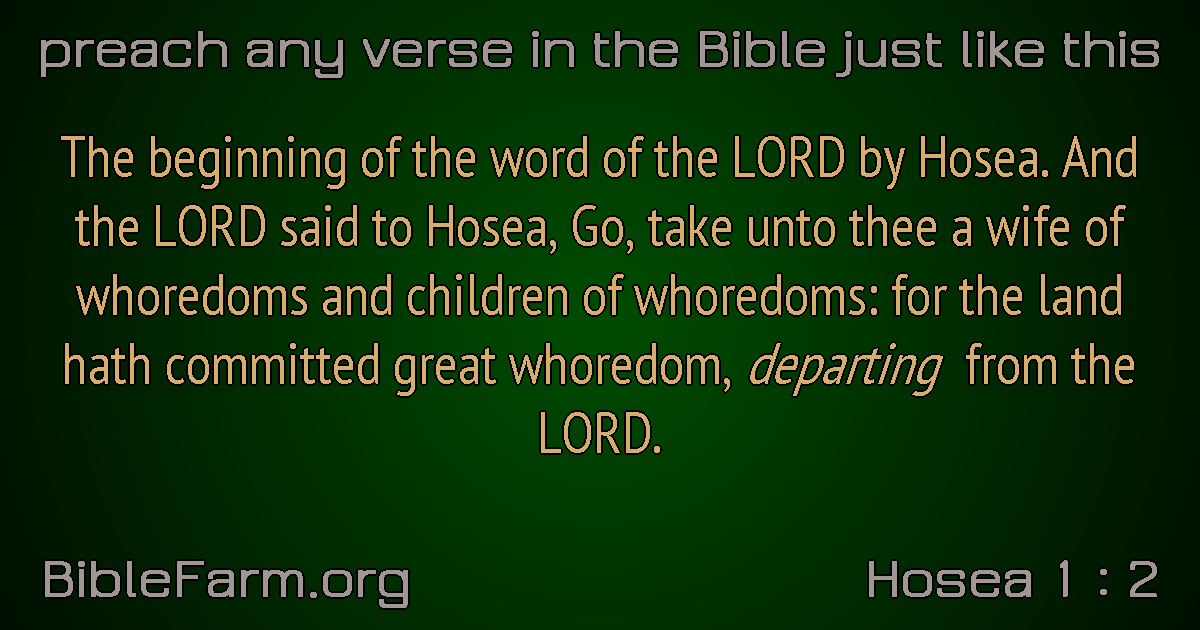 preach any verse in the Bible just like this
The beginning of the word of the LORD by Hosea. And
the LORD said to Hosea, Go, take unto thee a wife of
whoredoms and children of whoredoms: for the land
hath committed great whoredom, departing from the
LORD.
BibleFarm.org
Hosea 1 : 2